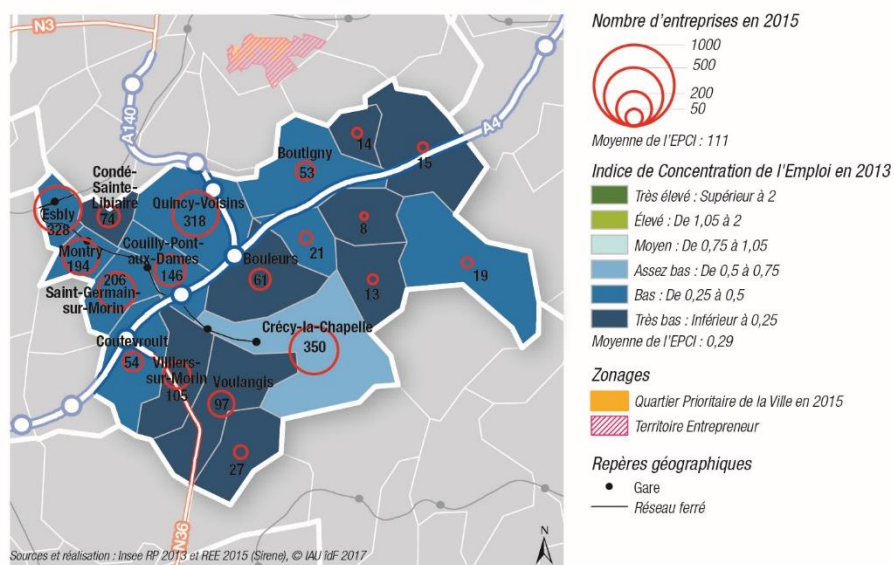 N3
A140
A4
14
15
Boutigny
53
Condé-
Sainte-
Libiaire
74
Esbly
328
Quincy-Voisins
318
8
Montry
194
Couilly-Pont-
aux-Dames
146
21
19
206
Saint-Germain-
sur-Morin
Bouleurs
61
13
Crécy-la-Chapelle
350
Coutevroult
54
Villiers-
sur-Morin
105
Voulangis
97
27
N36
N
Sources et réalisation : Insee RP 2013 et REE 2015 (Sirene), © IAU îdF 2017
Nombre d'entreprises en 2015
1000
500
200
50
Moyenne de l'EPCI : 111
Indice de Concentration de l'Emploi en 2013
Très élevé : Supérieur à 2
Élevé : De 1,05 à 2
Moyen : De 0,75 à 1,05
Assez bas : De 0,5 à 0,75
Bas : De 0,25 à 0,5
Très bas : Inférieur à 0,25
Moyenne de l'EPCI : 0,29
Zonages
Quartier Prioritaire de la Ville en 2015
Territoire Entrepreneur
Repères géographiques
Gare
Réseau ferré